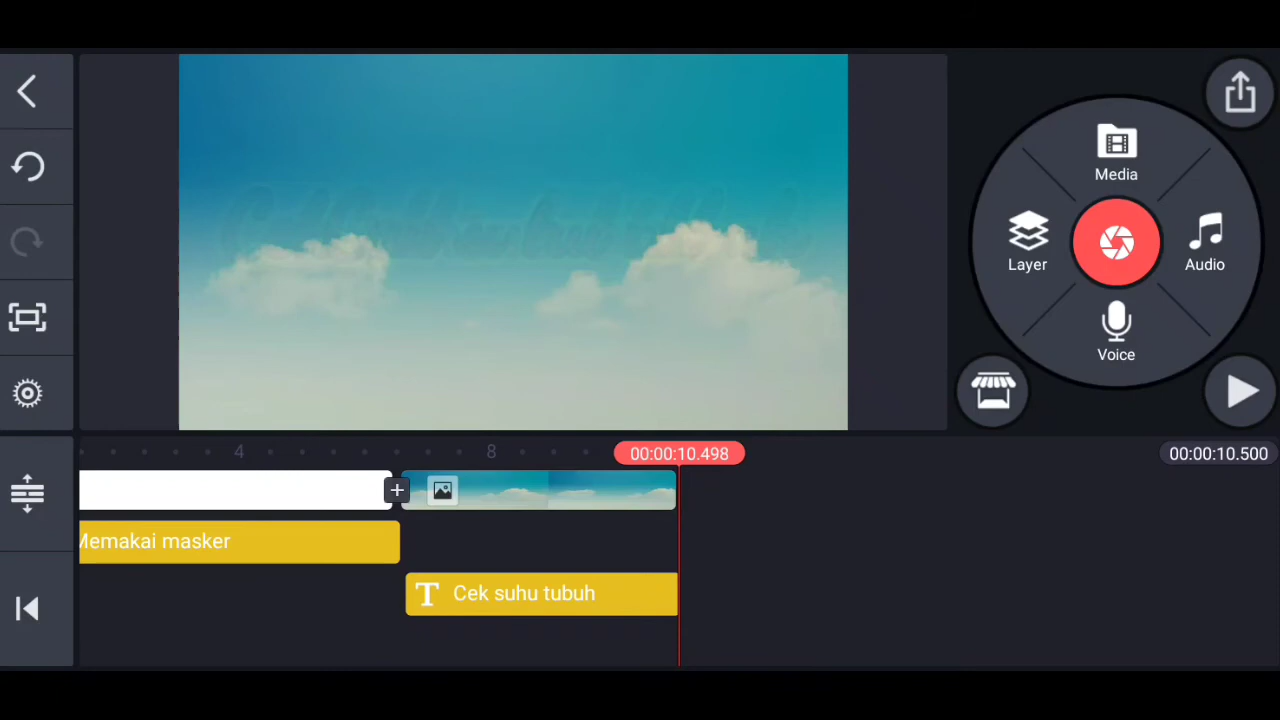 Media
Layer
Audio
Voice
4
8
00:00:10.498
00:00:10.500
Memakai masker
T Cek suhu tubuh